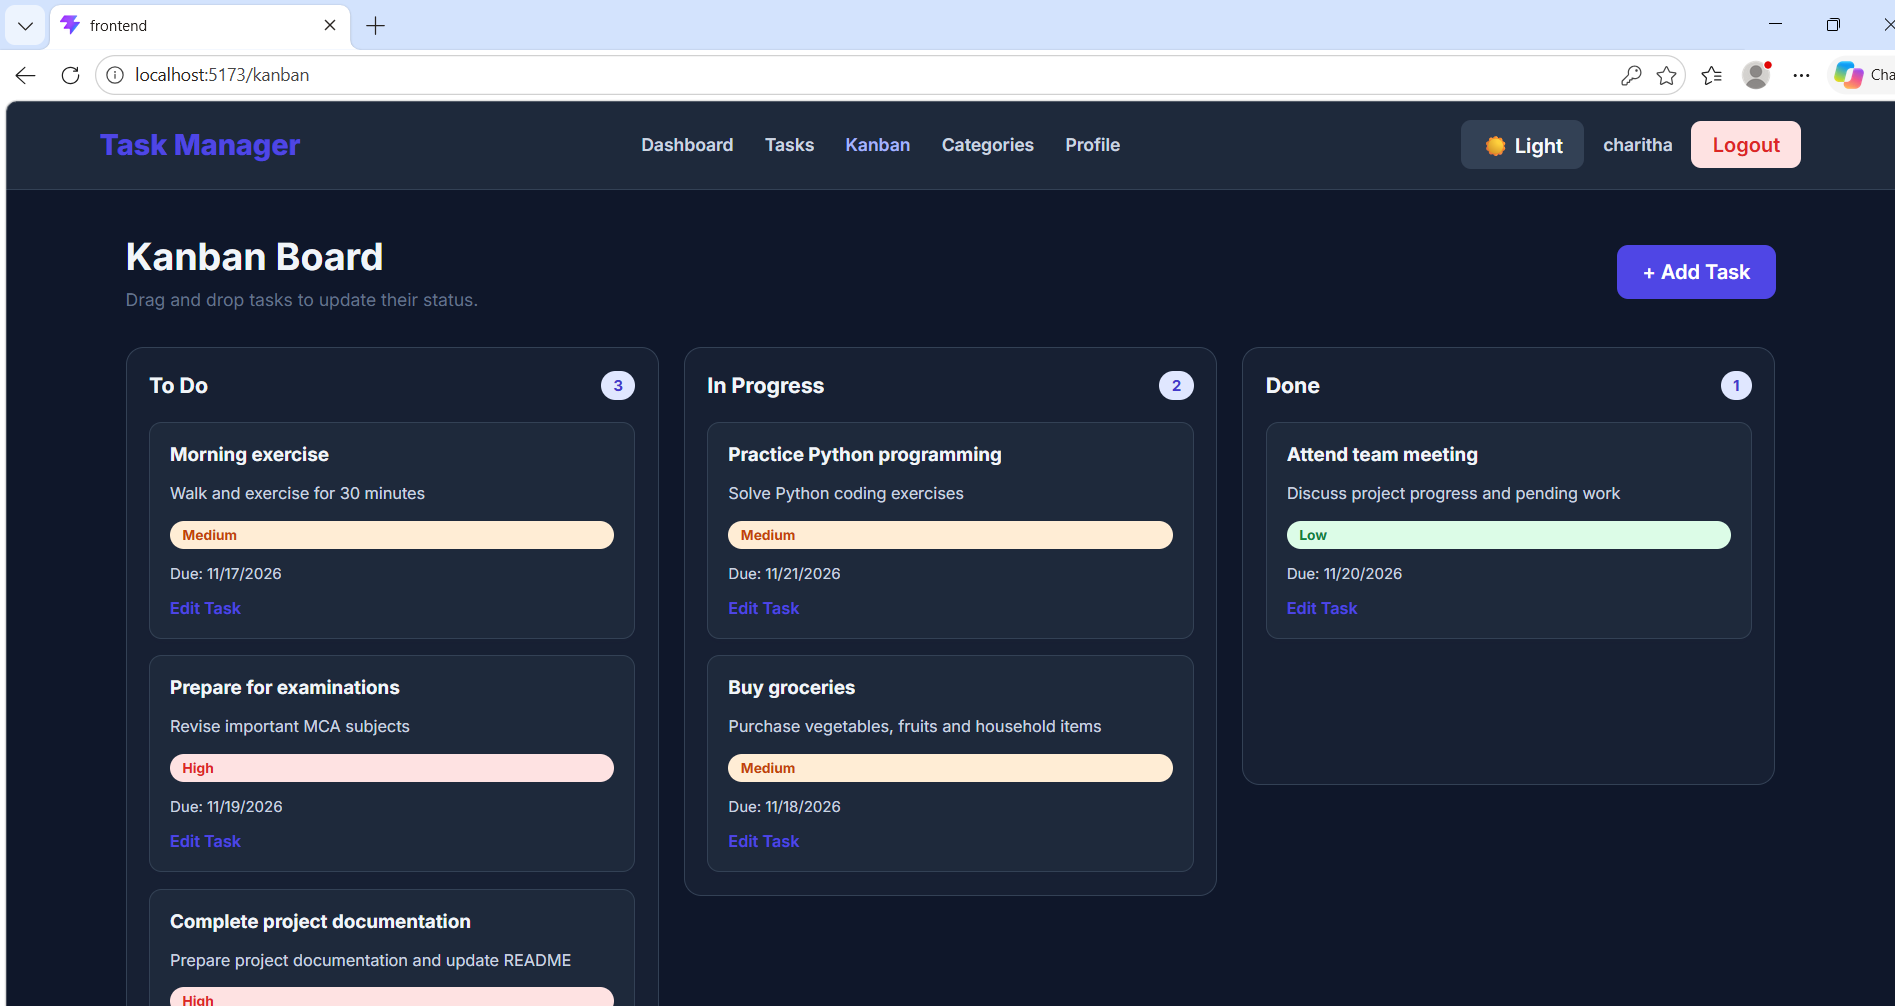 frontend
localhost:5173/kanban
Cha
Task Manager
Dashboard Tasks Kanban Categories Profile
Light
charitha
Logout
Kanban Board
Drag and drop tasks to update their status.
+ Add Task
To Do
3
Morning exercise
Walk and exercise for 30 minutes
Medium
Due: 11/17/2026
Edit Task
Prepare for examinations
Revise important MCA subjects
High
Due: 11/19/2026
Edit Task
Complete project documentation
Prepare project documentation and update README
High
In Progress
2
Practice Python programming
Solve Python coding exercises
Medium
Due: 11/21/2026
Edit Task
Buy groceries
Purchase vegetables, fruits and household items
Medium
Due: 11/18/2026
Edit Task
Done
1
Attend team meeting
Discuss project progress and pending work
Low
Due: 11/20/2026
Edit Task